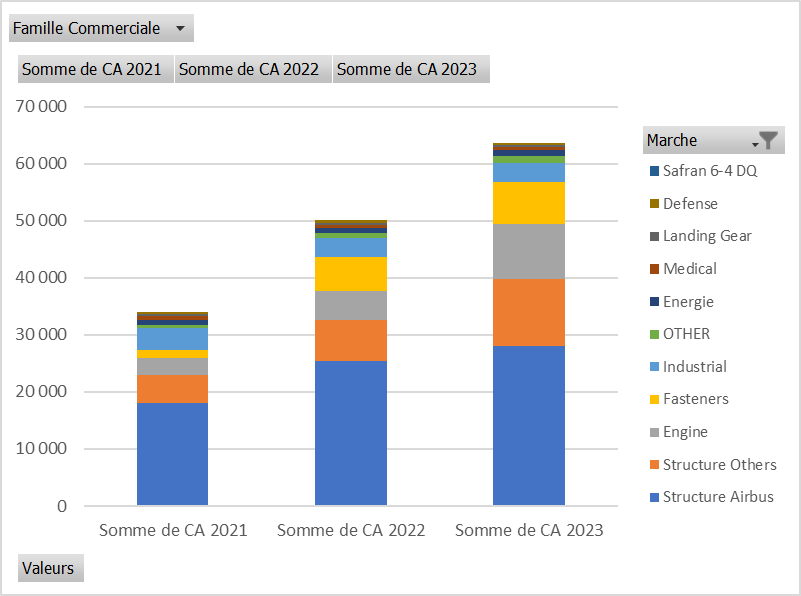 Famille Commerciale
Somme de CA 2021 Somme de CA 2022 Somme de CA 2023
70 000
60 000
50 000
40 000
30 000
20 000
10 000
0
Somme de CA 2021 Somme de CA 2022 Somme de CA 2023
Marche
Safran 6-4 DQ
Defense
Landing Gear
Medical
Energie
OTHER
Industrial
Fasteners
Engine
Structure Others
Structure Airbus
Valeurs